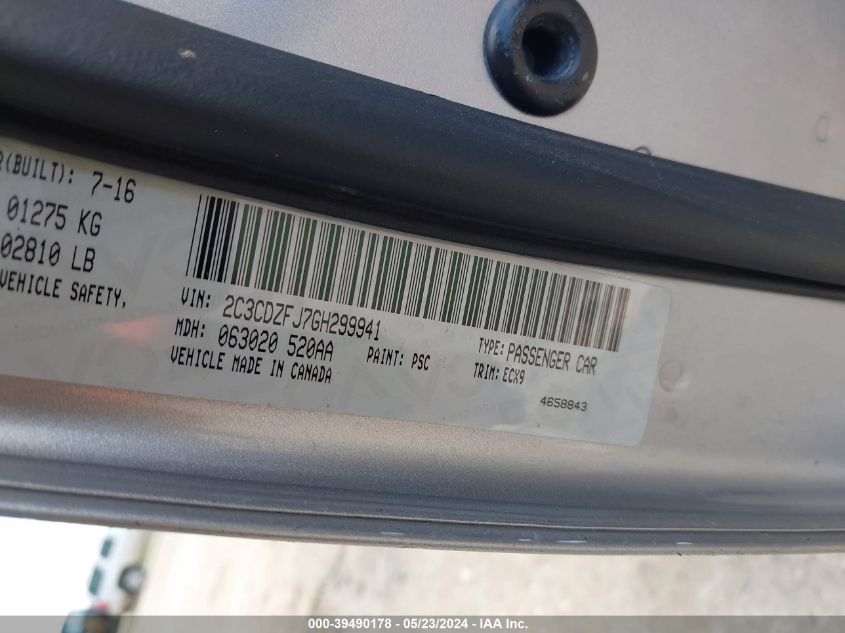 R(BUILT): 7-16
01275 KG
02810 LB
VEHICLE SAFETY,
VIN: 2C3CDZFJ7GH299941
MDH: 063020 520AA
PAINT: PSC
TYPE: PASSENGER CAR
VEHICLE MADE IN CANADA
TRIM: ECX9
4658843
000-39490178 - 05/23/2024 - IAA Inc.